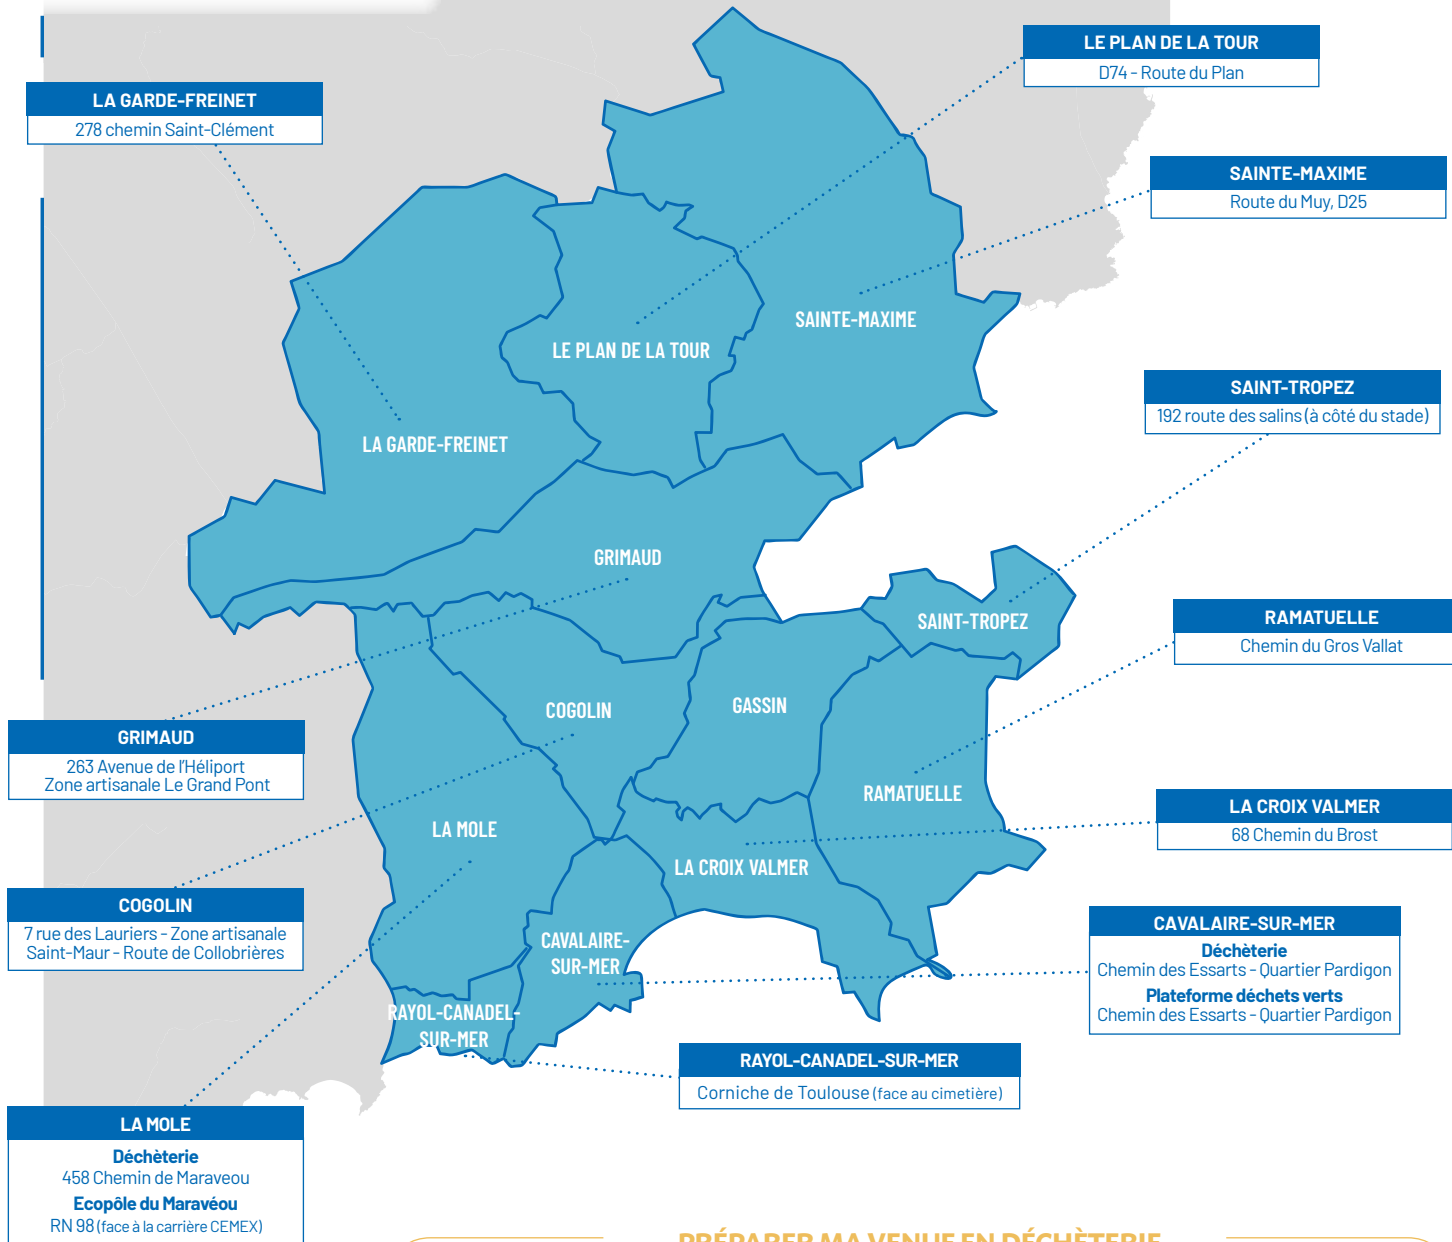 LE PLAN DE LA TOUR
D74 - Route du Plan
LA GARDE-FREINET
278 chemin Saint-Clément
SAINTE-MAXIME
Route du Muy, D25
SAINTE-MAXIME
LE PLAN DE LA TOUR
SAINT-TROPEZ
192 route des salins (à côté du stade)
LA GARDE-FREINET
GRIMAUD
SAINT-TROPEZ
RAMATUELLE
Chemin du Gros Vallat
COGOLIN
GASSIN
GRIMAUD
263 Avenue de l'Héliport
Zone artisanale Le Grand Pont
RAMATUELLE
LA MOLE
LA CROIX VALMER
68 Chemin du Brost
LA CROIX VALMER
COGOLIN
7 rue des Lauriers - Zone artisanale
Saint-Maur - Route de Collobrières
CAVALAIRE-
SUR-MER
CAVALAIRE-SUR-MER
Déchèterie
Chemin des Essarts - Quartier Pardigon
Plateforme déchets verts
Chemin des Essarts - Quartier Pardigon
RAYOL-CANADEL-
SUR-MER
RAYOL-CANADEL-SUR-MER
Corniche de Toulouse (face au cimetière)
LA MOLE
Déchèterie
458 Chemin de Maraveou
Ecopôle du Maravéou
RN 98 (face à la carrière CEMEX)
PRÉPARER MA VENUE EN DÉCHÈTERIE